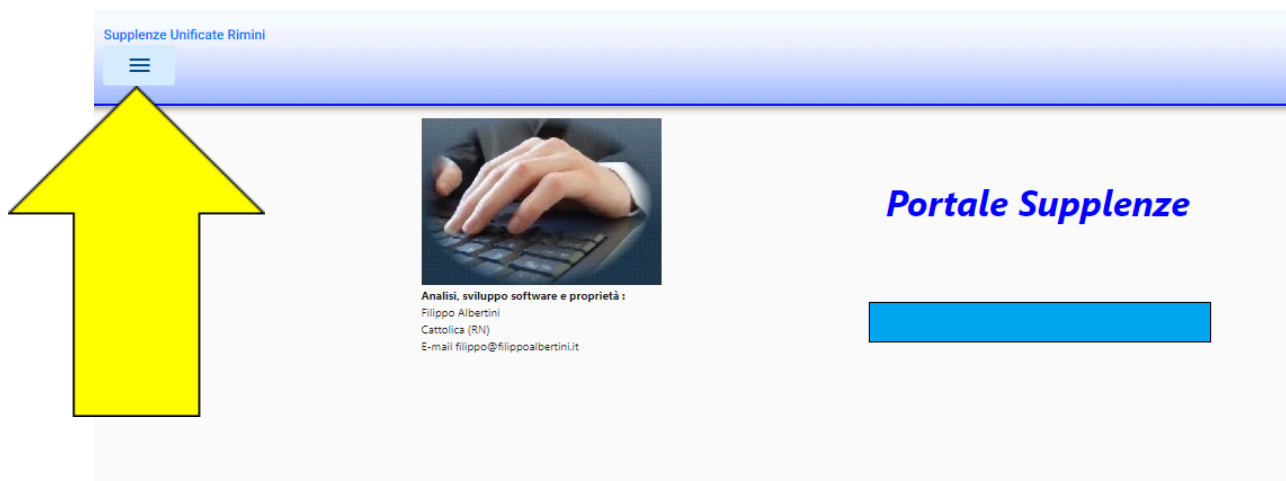 Supplenze Unificate Rimini
Portale Supplenze
Analisi, sviluppo software e proprietà :
Filippo Albertini
Cattolica (RN)
E-mail filippo@filippoalbertini.it